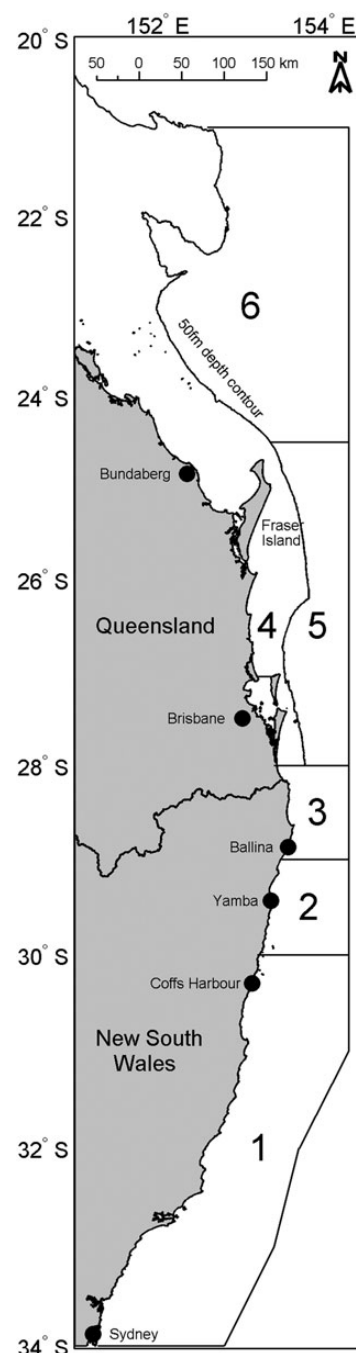 152° E
154° E
20° S
50 0 50 100 150 km
N
22° S
6
50fm depth contour
24° S
Bundaberg
Fraser
Island
26° S
Queensland
4
5
Brisbane
28° S
3
Ballina
Yamba
2
30° S
Coffs Harbour
New South
Wales
1
32° S
34° S
Sydney